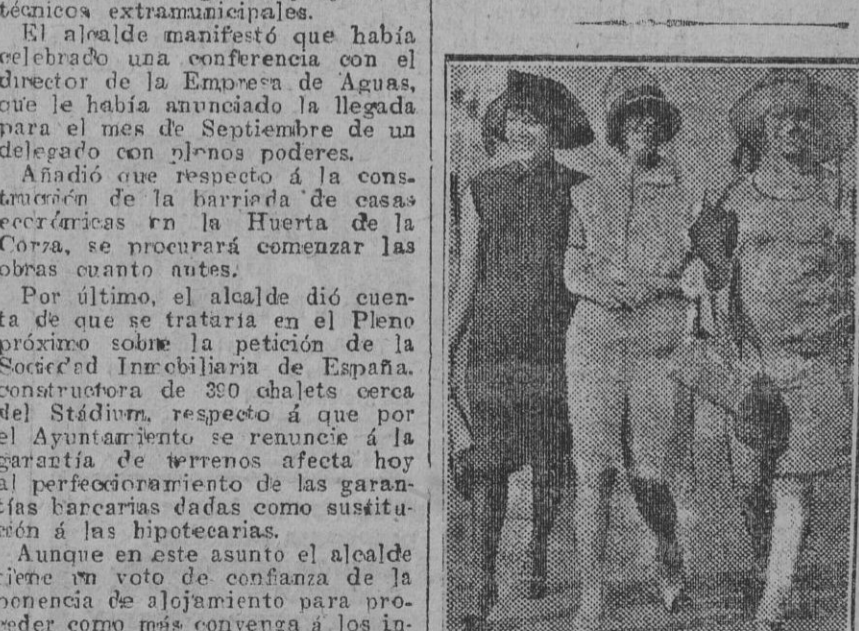 técnicos extramunicipales.
El alcalde manifestó que había
celebrado una conferencia con el
director de la Empresa de Aguas,
que le había anunciado la llegada
para el mes de Septiembre de un
delegado con plenos poderes.
Añadió que respecto á la cons-
trucción de la barriada de casas
económicas en la Huerta de la
Corza, se procurará comenzar las
obras cuanto antes.
Por último, el alcalde dió cuen-
ta de que se trataría en el Pleno
próximo sobre la petición de la
Sociedad Inmobiliaria de España,
constructora de 390 chalets cerca
del Stádium, respecto á que por
el Ayuntamiento se renuncie á la
garantía de terrenos afecta hoy
al perfeccionamiento de las garan-
tías bancarias dadas como sustitu-
ción á las hipotecarias.
Aunque en este asunto el alcalde
tiene un voto de confianza de la
ponencia de alojamiento para pro-
ceder como más convenga á los in-